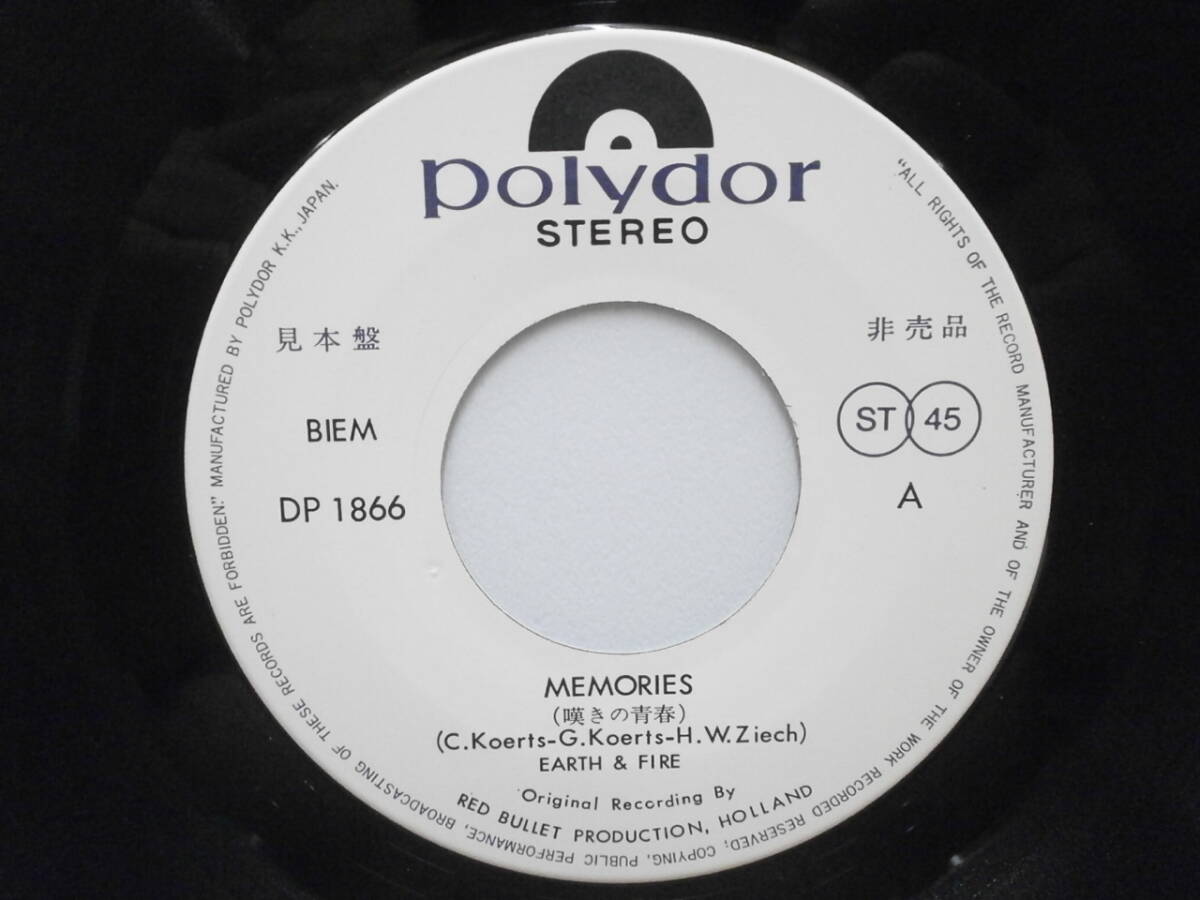 polydor
STEREO
見本盤
非売品
BIEM
ST 45
DP 1866
A
MEMORIES
(嘆きの青春)
(C.Koerts-G.Koerts-H.W.Ziech)
EARTH & FIRE
Original Recording By
RED BULLET PRODUCTION, HOLLAND
"ALL RIGHTS OF THE RECORD MANUFACTURER AND OF THE OWNER OF THE WORK RECORDED RESERVED; COPYING, PUBLIC PERFORMANCE, BROADCASTING OF THESE RECORDS ARE FORBIDDEN." MANUFACTURED BY POLYDOR K.K., JAPAN.